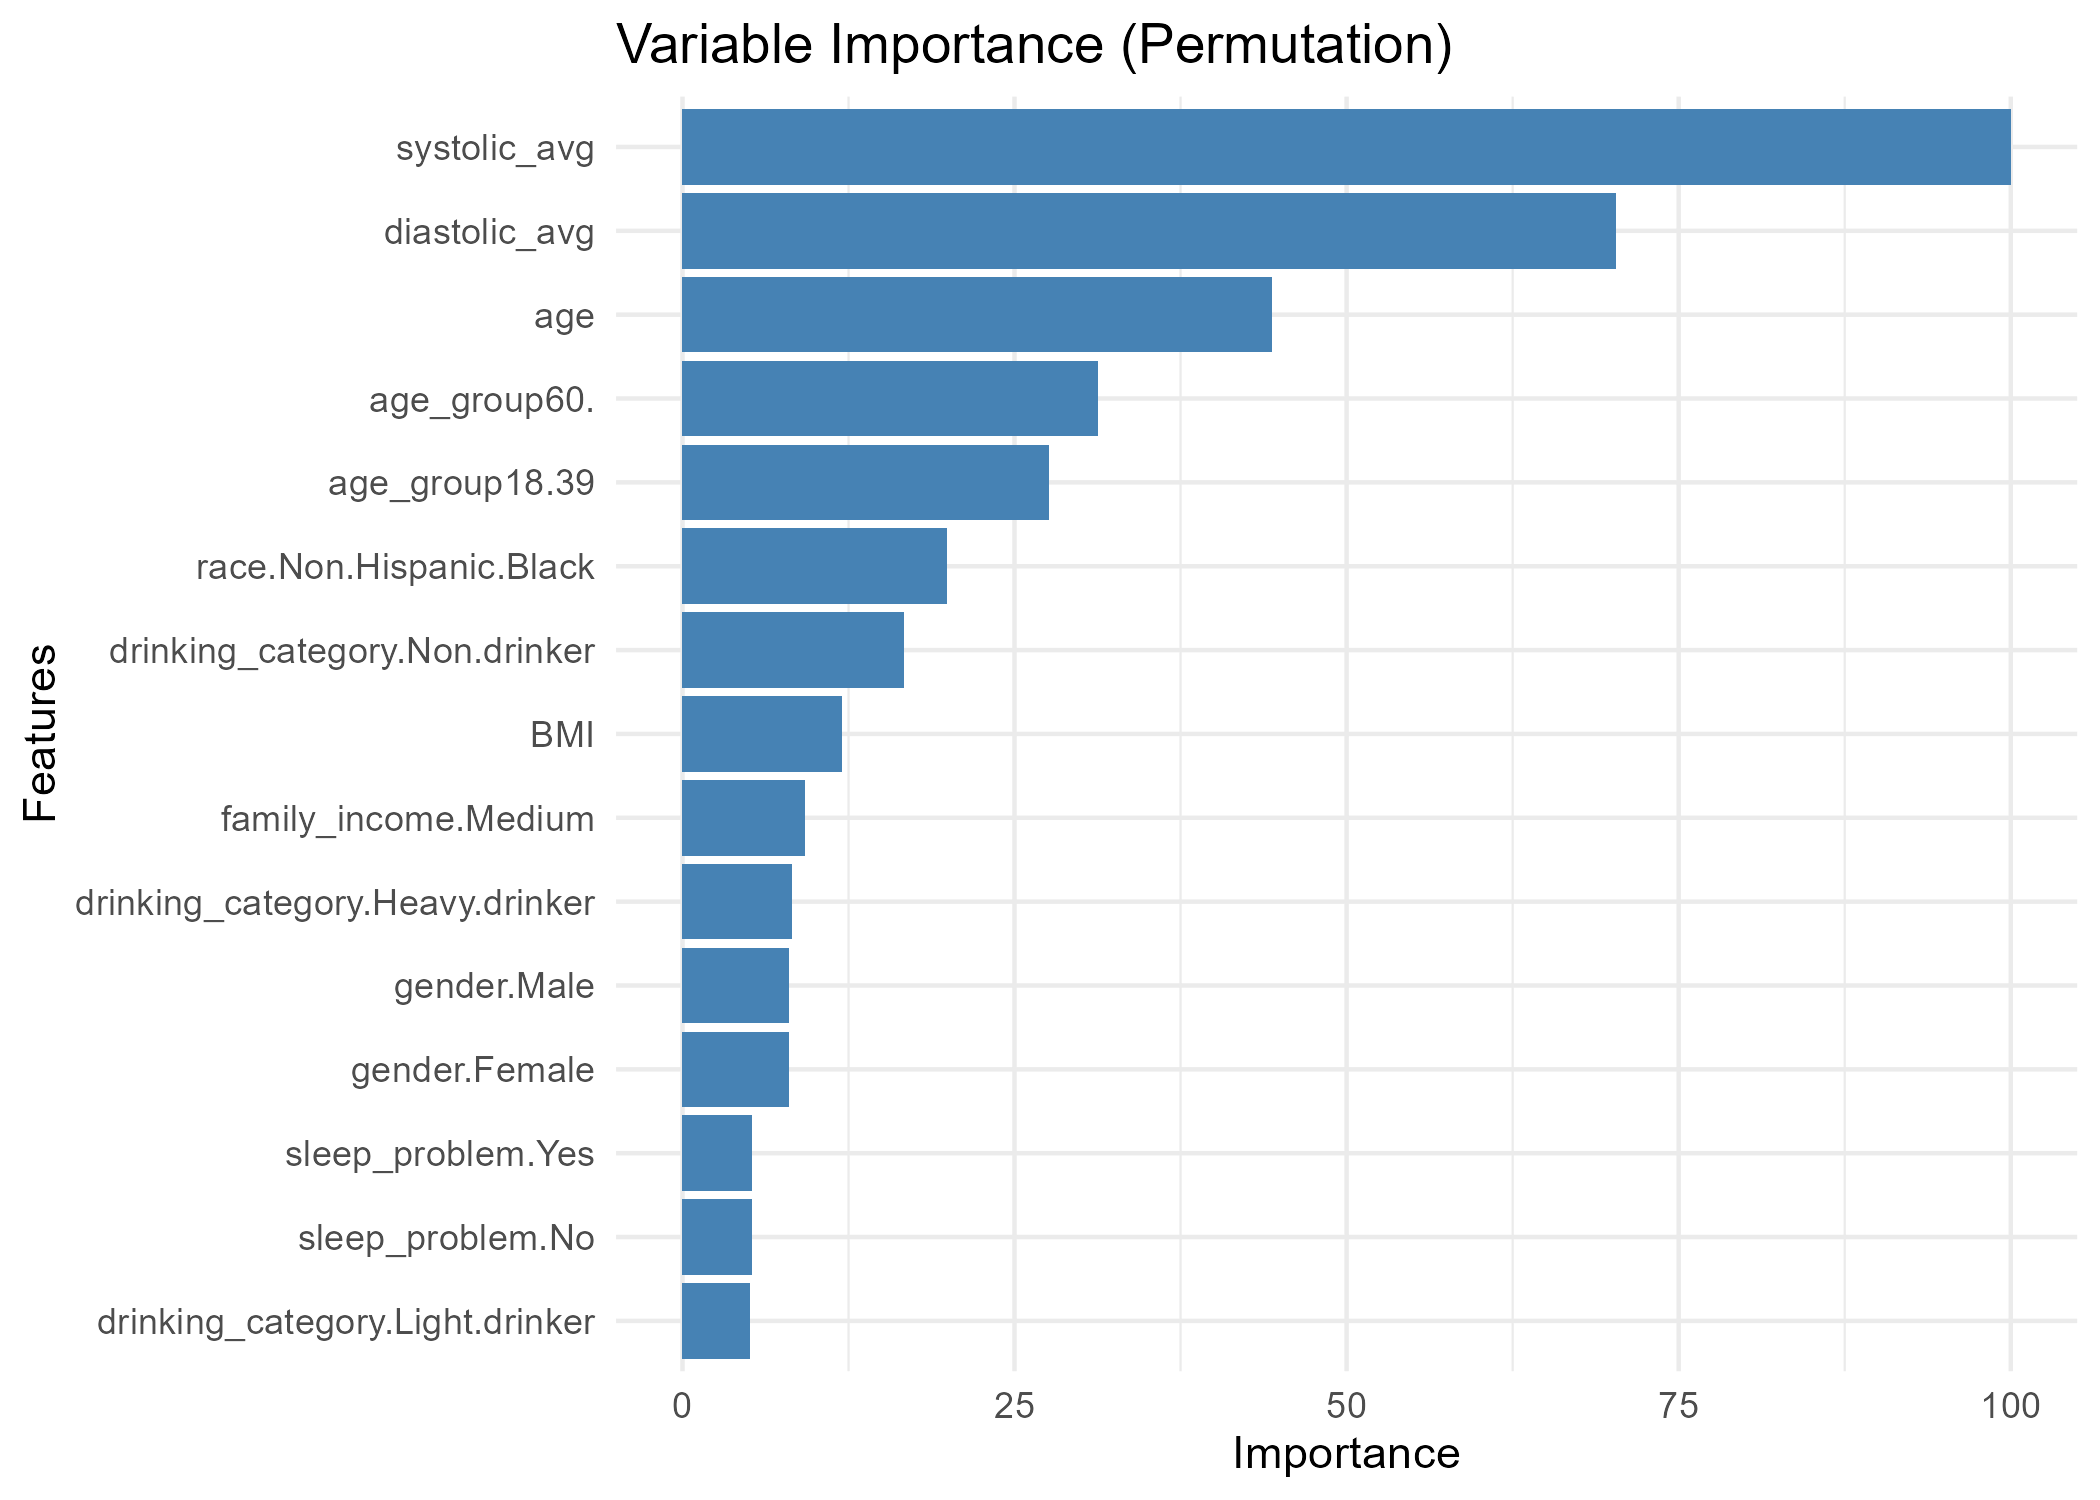 Variable Importance (Permutation)
systolic_avg
diastolic_avg
age
age_group60.
age_group18.39
race.Non.Hispanic.Black
drinking_category.Non.drinker
BMI
family_income.Medium
drinking_category.Heavy.drinker
gender.Male
gender.Female
sleep_problem.Yes
sleep_problem.No
drinking_category.Light.drinker
Features
0 25 50 75 100
Importance